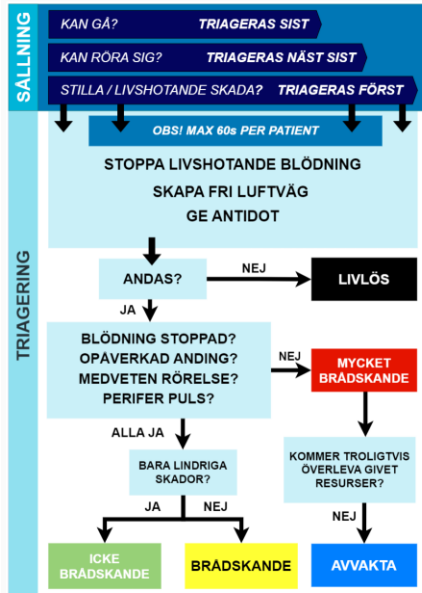 SÅLLNING
KAN GÅ? TRIAGERAS SIST
KAN RÖRA SIG? TRIAGERAS NÄST SIST
STILLA / LIVSHOTANDE SKADA? TRIAGERAS FÖRST
TRIAGERING
OBS! MAX 60s PER PATIENT
STOPPA LIVSHOTANDE BLÖDNING
SKAPA FRI LUFTVÄG
GE ANTIDOT
ANDAS?
NEJ
LIVLÖS
JA
BLÖDNING STOPPAD?
OPÅVERKAD ANDING?
MEDVETEN RÖRELSE?
PERIFER PULS?
NEJ
MYCKET
BRÅDSKANDE
ALLA JA
BARA LINDRIGA
SKADOR?
KOMMER TROLIGTVIS
ÖVERLEVA GIVET
RESURSER?
JA
NEJ
NEJ
ICKE
BRÅDSKANDE
BRÅDSKANDE
AVVAKTA